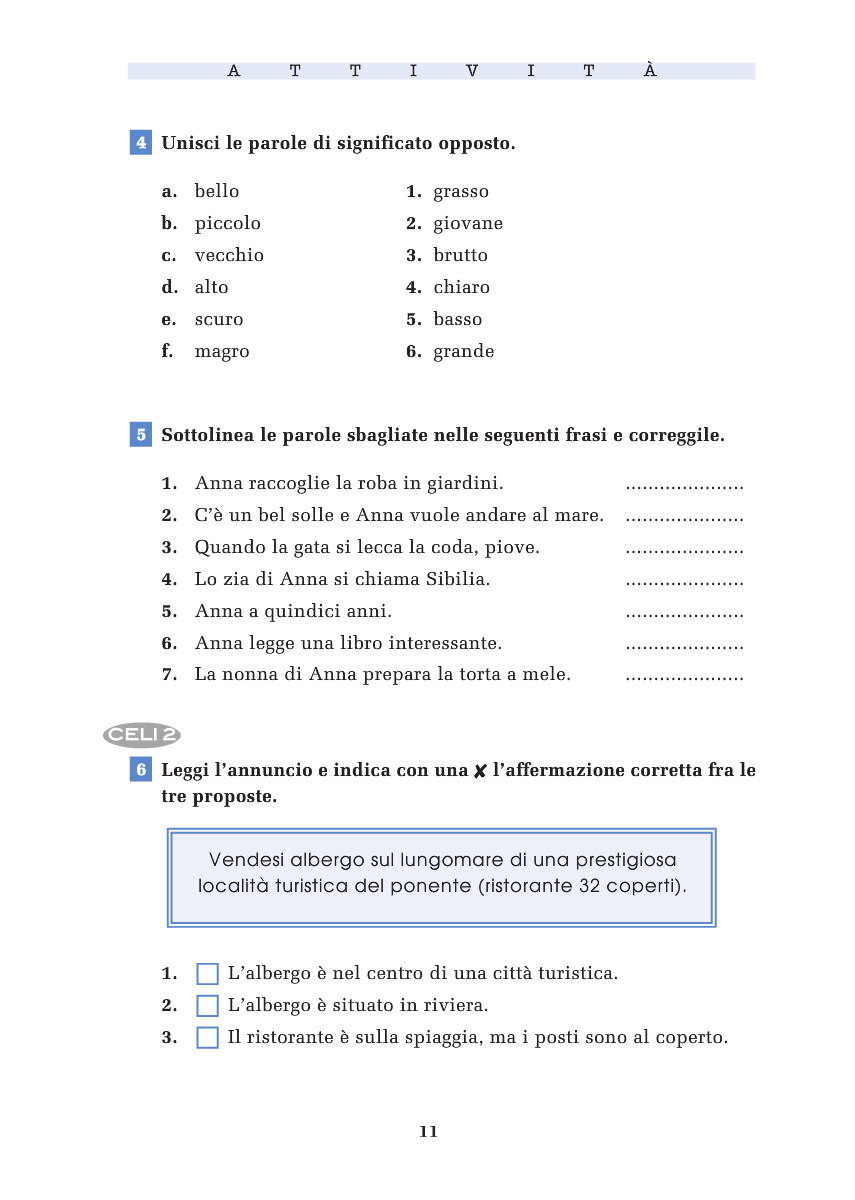 A T T I V I T À
4 Unisci le parole di significato opposto.
a. bello 1. grasso
b. piccolo 2. giovane
c. vecchio 3. brutto
d. alto 4. chiaro
e. scuro 5. basso
f. magro 6. grande
5 Sottolinea le parole sbagliate nelle seguenti frasi e correggile.
1. Anna raccoglie la roba in giardini. .....................
2. C’è un bel solle e Anna vuole andare al mare. .....................
3. Quando la gata si lecca la coda, piove. .....................
4. Lo zia di Anna si chiama Sibilia. .....................
5. Anna a quindici anni. .....................
6. Anna legge una libro interessante. .....................
7. La nonna di Anna prepara la torta a mele. .....................
CELI 2
6 Leggi l’annuncio e indica con una ✘ l’affermazione corretta fra le
tre proposte.
Vendesi albergo sul lungomare di una prestigiosa
località turistica del ponente (ristorante 32 coperti).
1. L’albergo è nel centro di una città turistica.
2. L’albergo è situato in riviera.
3. Il ristorante è sulla spiaggia, ma i posti sono al coperto.
11